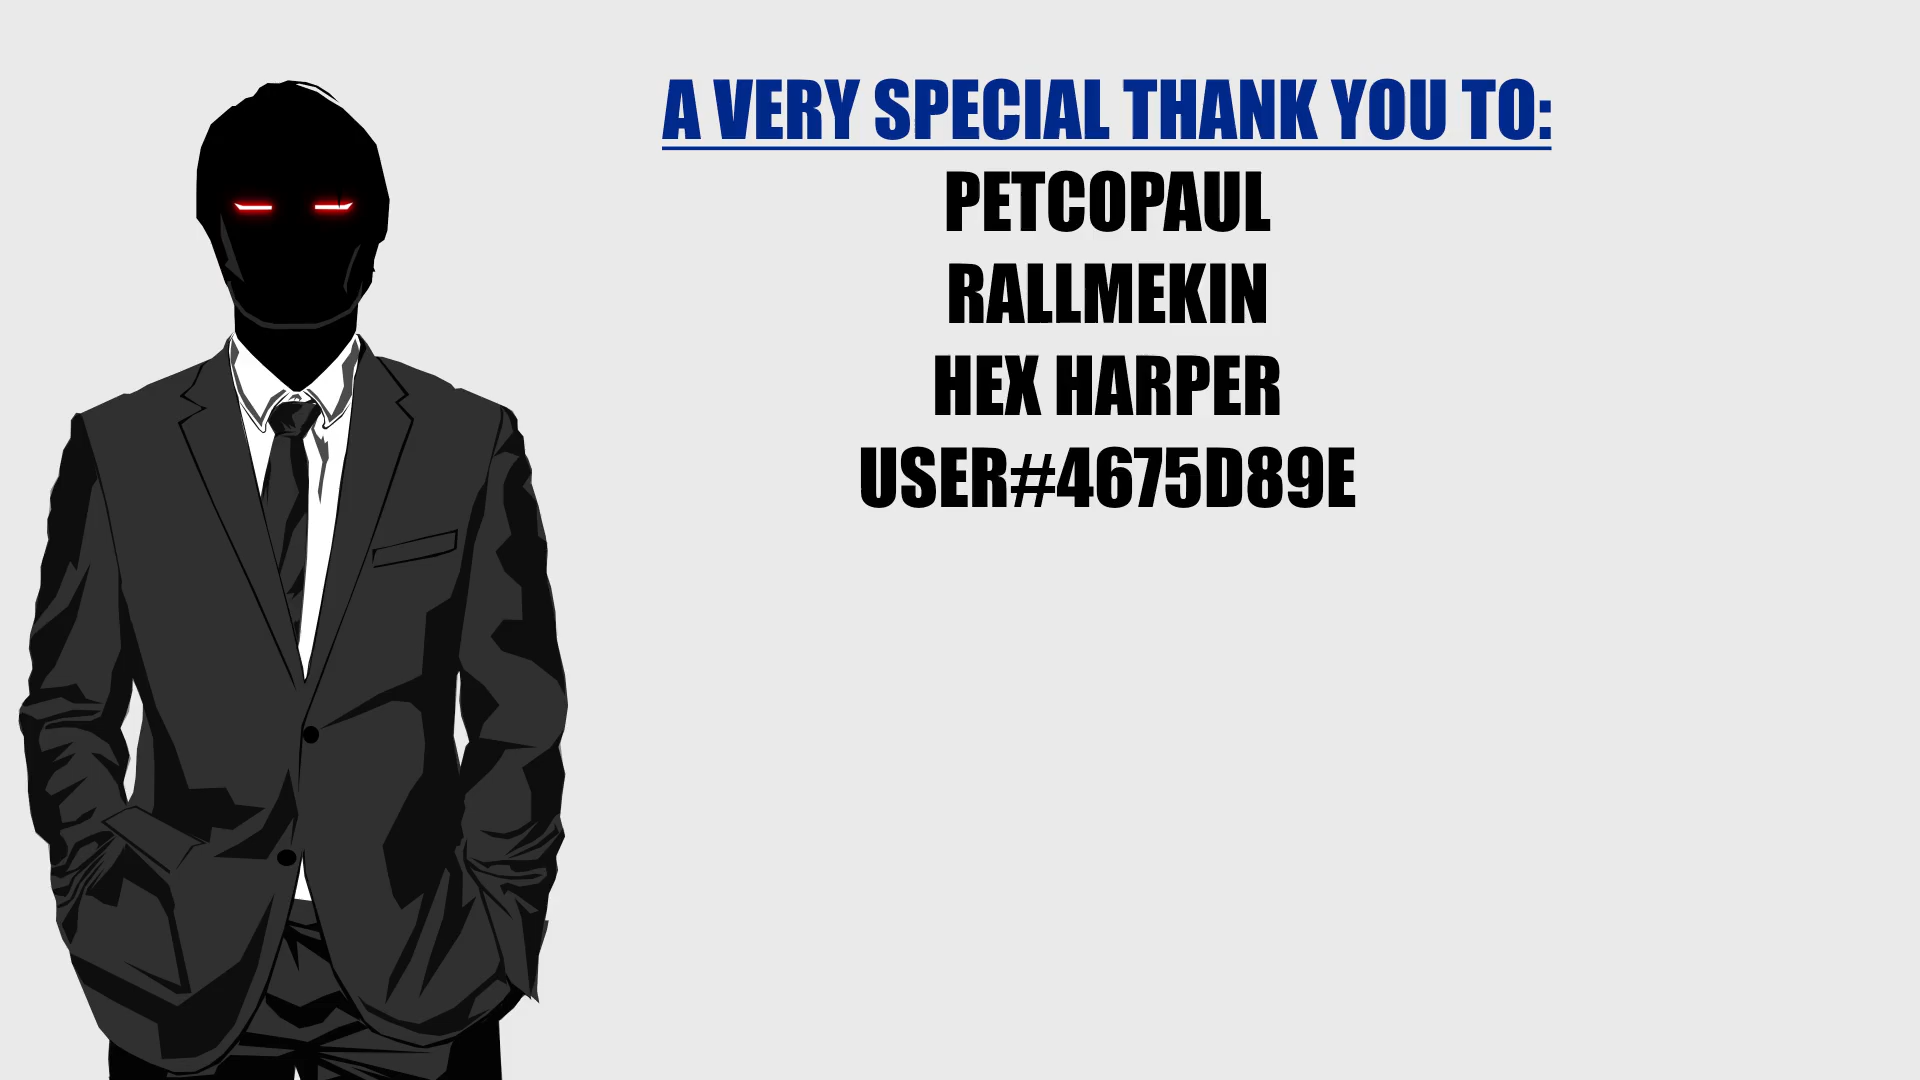 A VERY SPECIAL THANK YOU TO:
PETCOPAUL
RALLMEKIN
HEX HARPER
USER#4675D89E